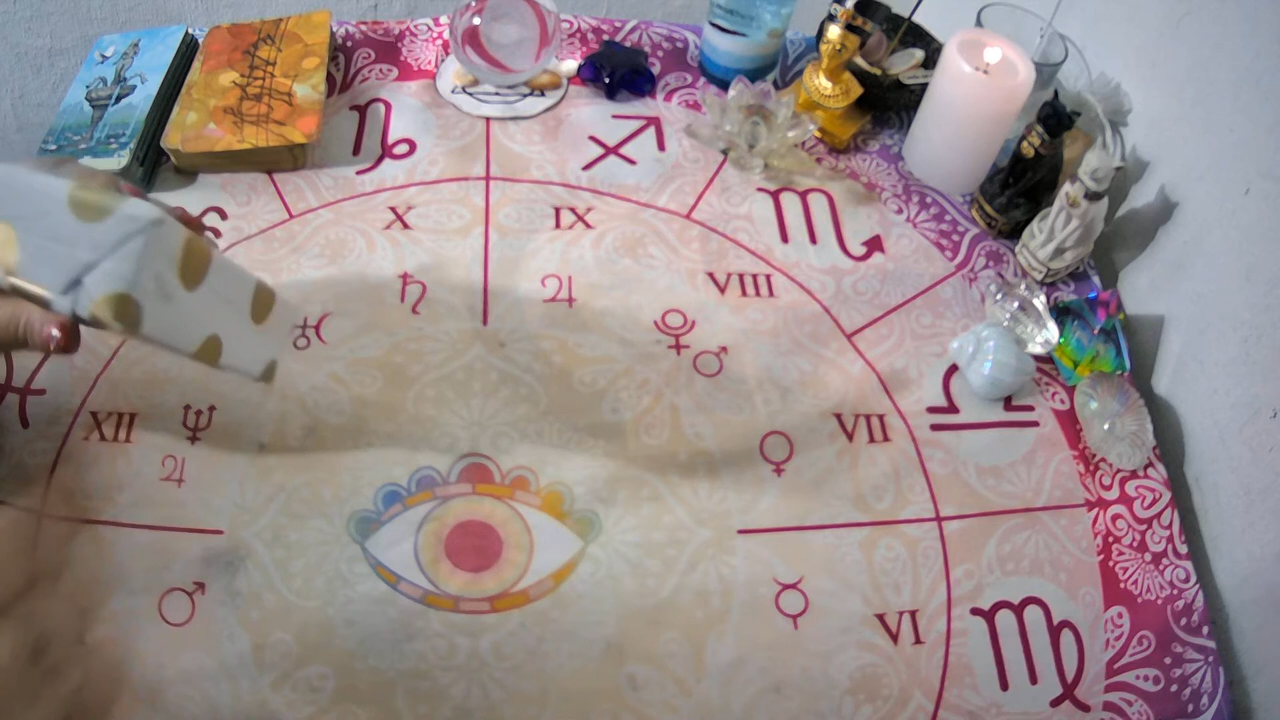 ♑ ♐
♏
X IX
♄ ♃ VIII
♅ ♇
♂
♓ ♎
XII ♆ VII
♃ ♀
♂ ☿
VI ♍